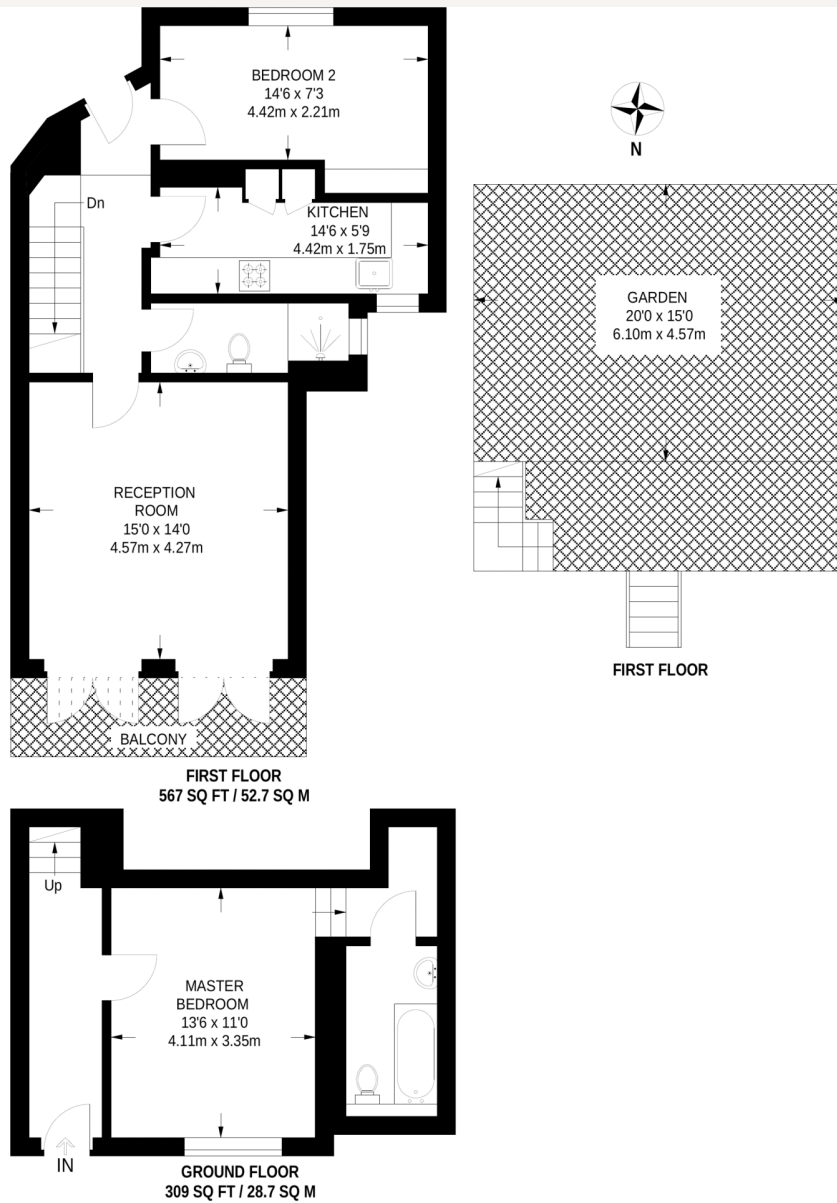 BEDROOM 2
14'6 x 7'3
4.42m x 2.21m
N
Dn
KITCHEN
14'6 x 5'9
4.42m x 1.75m
GARDEN
20'0 x 15'0
6.10m x 4.57m
RECEPTION
ROOM
15'0 x 14'0
4.57m x 4.27m
FIRST FLOOR
BALCONY
FIRST FLOOR
567 SQ FT / 52.7 SQ M
Up
MASTER
BEDROOM
13'6 x 11'0
4.11m x 3.35m
IN
GROUND FLOOR
309 SQ FT / 28.7 SQ M